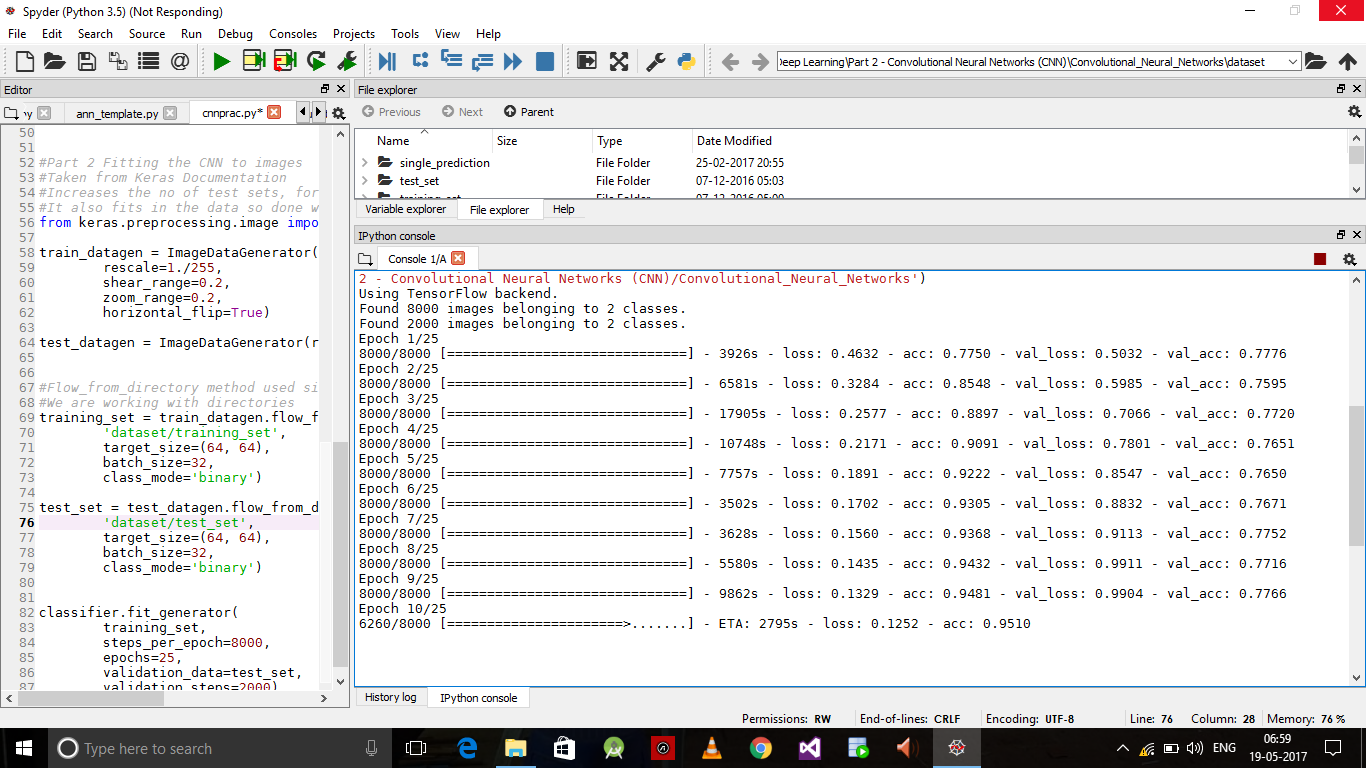 Spyder (Python 3.5) (Not Responding)
File Edit Search Source Run Debug Consoles Projects Tools View Help
Deep Learning\Part 2 - Convolutional Neural Networks (CNN)\Convolutional_Neural_Networks\dataset
Editor
ann_template.py
cnnprac.py*
50
51
52 #Part 2 Fitting the CNN to images
53 #Taken from Keras Documentation
54 #Increases the no of test sets, for
55 #It also fits in the data so done w
56 from keras.preprocessing.image impo
57
58 train_datagen = ImageDataGenerator(
59 rescale=1./255,
60 shear_range=0.2,
61 zoom_range=0.2,
62 horizontal_flip=True)
63
64 test_datagen = ImageDataGenerator(r
65
66
67 #Flow_from_directory method used si
68 #We are working with directories
69 training_set = train_datagen.flow_f
70 'dataset/training_set',
71 target_size=(64, 64),
72 batch_size=32,
73 class_mode='binary')
74
75 test_set = test_datagen.flow_from_d
76 'dataset/test_set',
77 target_size=(64, 64),
78 batch_size=32,
79 class_mode='binary')
80
81
82 classifier.fit_generator(
83 training_set,
84 steps_per_epoch=8000,
85 epochs=25,
86 validation_data=test_set,
87 validation_steps=2000)
File explorer
Previous Next Parent
Name Size Type Date Modified
single_prediction File Folder 25-02-2017 20:55
test_set File Folder 07-12-2016 05:03
training_set File Folder 07-12-2016 05:00
Variable explorer File explorer Help
IPython console
Console 1/A
2 - Convolutional Neural Networks (CNN)/Convolutional_Neural_Networks')
Using TensorFlow backend.
Found 8000 images belonging to 2 classes.
Found 2000 images belonging to 2 classes.
Epoch 1/25
8000/8000 [==============================] - 3926s - loss: 0.4632 - acc: 0.7750 - val_loss: 0.5032 - val_acc: 0.7776
Epoch 2/25
8000/8000 [==============================] - 6581s - loss: 0.3284 - acc: 0.8548 - val_loss: 0.5985 - val_acc: 0.7595
Epoch 3/25
8000/8000 [==============================] - 17905s - loss: 0.2577 - acc: 0.8897 - val_loss: 0.7066 - val_acc: 0.7720
Epoch 4/25
8000/8000 [==============================] - 10748s - loss: 0.2171 - acc: 0.9091 - val_loss: 0.7801 - val_acc: 0.7651
Epoch 5/25
8000/8000 [==============================] - 7757s - loss: 0.1891 - acc: 0.9222 - val_loss: 0.8547 - val_acc: 0.7650
Epoch 6/25
8000/8000 [==============================] - 3502s - loss: 0.1702 - acc: 0.9305 - val_loss: 0.8832 - val_acc: 0.7671
Epoch 7/25
8000/8000 [==============================] - 3628s - loss: 0.1560 - acc: 0.9368 - val_loss: 0.9113 - val_acc: 0.7752
Epoch 8/25
8000/8000 [==============================] - 5580s - loss: 0.1435 - acc: 0.9432 - val_loss: 0.9911 - val_acc: 0.7716
Epoch 9/25
8000/8000 [==============================] - 9862s - loss: 0.1329 - acc: 0.9481 - val_loss: 0.9904 - val_acc: 0.7766
Epoch 10/25
6260/8000 [======================>.......] - ETA: 2795s - loss: 0.1252 - acc: 0.9510
History log IPython console
Permissions: RW End-of-lines: CRLF Encoding: UTF-8 Line: 76 Column: 28 Memory: 76 %
Type here to search
ENG
06:59
19-05-2017